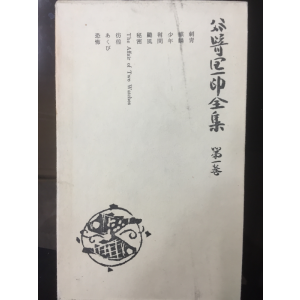 谷崎潤一郎全集 第一巻
刺青
麒麟
少年
幇間
飈風
秘密
The Affair of Two Watches
悪魔
あくび
恐怖